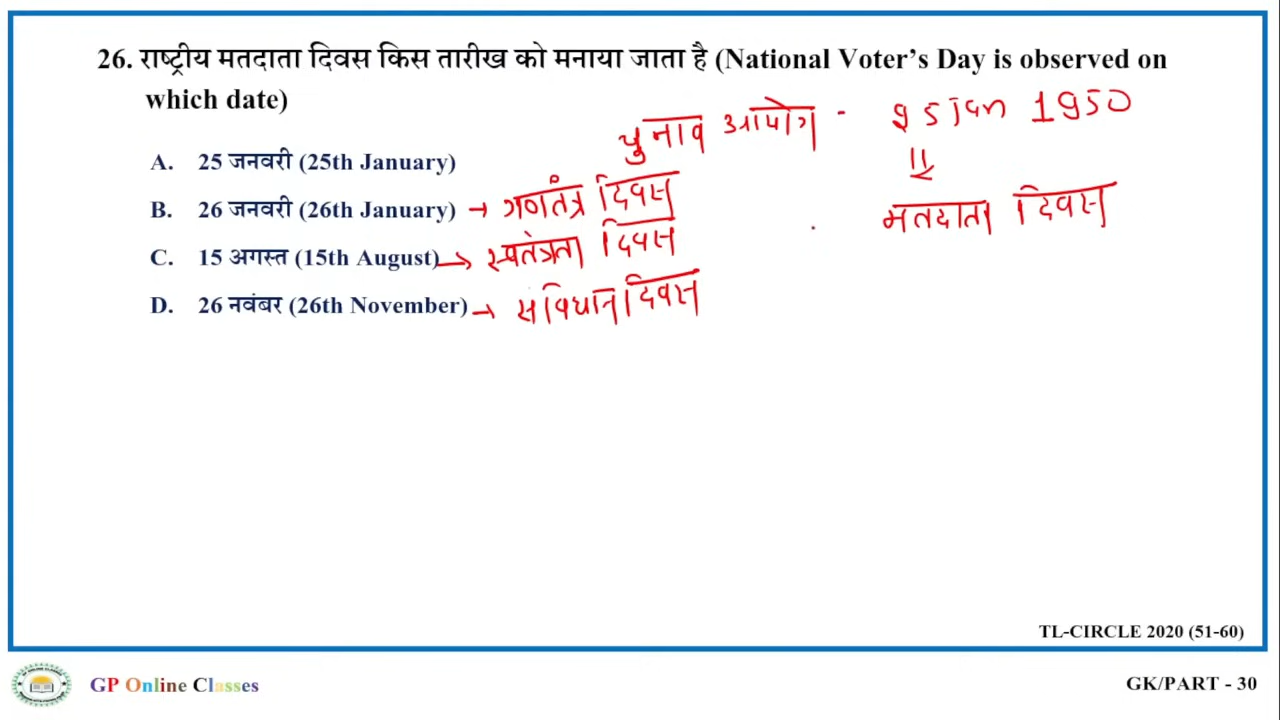 26. राष्ट्रीय मतदाता दिवस किस तारीख को मनाया जाता है (National Voter’s Day is observed on
which date)
चुनाव आयोग - 25 Jan 1950
A. 25 जनवरी (25th January)
B. 26 जनवरी (26th January) → गणतंत्र दिवस
मतदाता दिवस
C. 15 अगस्त (15th August) → स्वतंत्रता दिवस
D. 26 नवंबर (26th November) → संविधान दिवस
TL-CIRCLE 2020 (51-60)
GP Online Classes
GK/PART - 30